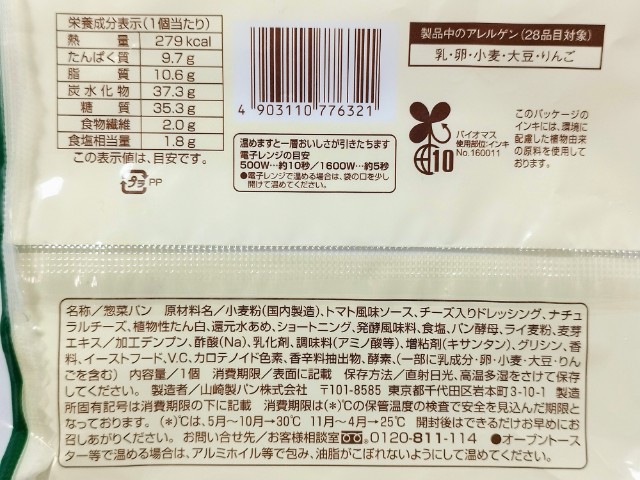 栄養成分表示(1個当たり)
熱量 279kcal
たんぱく質 9.7g
脂質 10.6g
炭水化物 37.3g
糖質 35.3g
食物繊維 2.0g
食塩相当量 1.8g
この表示値は、目安です。
プラ PP
4 903110 776321
温めますと一層おいしさが引きたちます
電子レンジの目安
500W…約10秒/1600W…約5秒
●電子レンジで温める場合は、袋の口を少し
開けて温めてください。
製品中のアレルゲン(28品目対象)
乳・卵・小麦・大豆・りんご
10
バイオマス
使用部位:インキ
No.160011
このパッケージの
インキには、環境に
配慮した植物由来
の原料を使用して
おります。
名称/惣菜パン 原材料名/小麦粉(国内製造)、トマト風味ソース、チーズ入りドレッシング、ナチュ
ラルチーズ、植物性たん白、還元水あめ、ショートニング、発酵風味料、食塩、パン酵母、ライ麦粉、麦芽
エキス/加工デンプン、酢酸(Na)、乳化剤、調味料(アミノ酸等)、増粘剤(キサンタン)、グリシン、香
料、イーストフード、V.C、カロテノイド色素、香辛料抽出物、酵素、(一部に乳成分・卵・小麦・大豆・りん
ごを含む) 内容量/1個 消費期限/表面に記載 保存方法/直射日光、高温多湿をさけて保存
してください。 製造者/山崎製パン株式会社 〒101-8585 東京都千代田区岩本町3-10-1 製造
所固有記号は消費期限の下に記載 消費期限は(*)℃の保管温度の検査で安全を見込んだ期限と
なっております。(*)℃は、5月~10月→30℃ 11月~4月→25℃ 開封後はできるだけお早めにお
召しあがりください。 お問い合せ先/お客様相談室 0120-811-114 ●オーブントース
ター等で温める場合は、アルミホイル等で包み、油脂がこぼれないようにして温めてください。